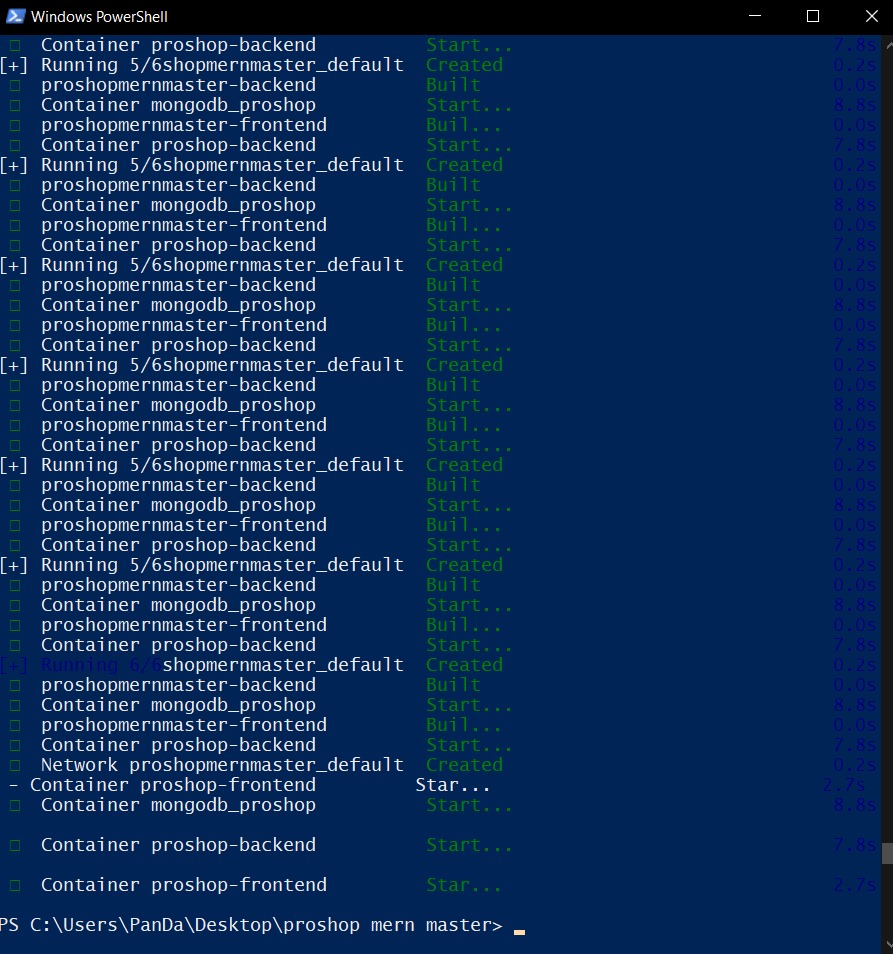 Windows PowerShell
□ Container proshop-backend Start... 7.8s
[+] Running 5/6shopmernmaster_default Created 0.2s
□ proshopmernmaster-backend Built 0.0s
□ Container mongodb_proshop Start... 8.8s
□ proshopmernmaster-frontend Buil... 0.0s
□ Container proshop-backend Start... 7.8s
[+] Running 5/6shopmernmaster_default Created 0.2s
□ proshopmernmaster-backend Built 0.0s
□ Container mongodb_proshop Start... 8.8s
□ proshopmernmaster-frontend Buil... 0.0s
□ Container proshop-backend Start... 7.8s
[+] Running 5/6shopmernmaster_default Created 0.2s
□ proshopmernmaster-backend Built 0.0s
□ Container mongodb_proshop Start... 8.8s
□ proshopmernmaster-frontend Buil... 0.0s
□ Container proshop-backend Start... 7.8s
[+] Running 5/6shopmernmaster_default Created 0.2s
□ proshopmernmaster-backend Built 0.0s
□ Container mongodb_proshop Start... 8.8s
□ proshopmernmaster-frontend Buil... 0.0s
□ Container proshop-backend Start... 7.8s
[+] Running 5/6shopmernmaster_default Created 0.2s
□ proshopmernmaster-backend Built 0.0s
□ Container mongodb_proshop Start... 8.8s
□ proshopmernmaster-frontend Buil... 0.0s
□ Container proshop-backend Start... 7.8s
[+] Running 5/6shopmernmaster_default Created 0.2s
□ proshopmernmaster-backend Built 0.0s
□ Container mongodb_proshop Start... 8.8s
□ proshopmernmaster-frontend Buil... 0.0s
□ Container proshop-backend Start... 7.8s
[+] Running 6/6shopmernmaster_default Created 0.2s
□ proshopmernmaster-backend Built 0.0s
□ Container mongodb_proshop Start... 8.8s
□ proshopmernmaster-frontend Buil... 0.0s
□ Container proshop-backend Start... 7.8s
□ Network proshopmernmaster_default Created 0.2s
- Container proshop-frontend Star... 2.7s
□ Container mongodb_proshop Start... 8.8s
□ Container proshop-backend Start... 7.8s
□ Container proshop-frontend Star... 2.7s
PS C:\Users\PanDa\Desktop\proshop mern master>